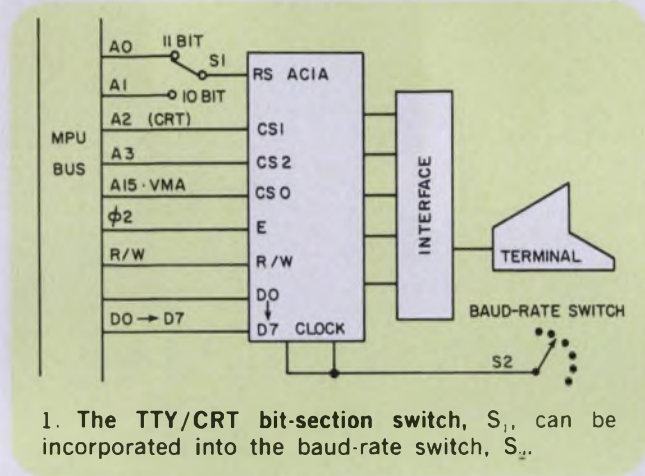 11 BIT
A0
S1
RS ACIA
A1
10 BIT
A2 (CRT)
CS1
MPU
BUS
A3
CS2
A15·VMA
CS0
ϕ2
E
R/W
R/W
D0
D0 → D7
D7 CLOCK
INTERFACE
TERMINAL
BAUD-RATE SWITCH
S2
1. The TTY/CRT bit-section switch, S₁, can be
incorporated into the baud-rate switch, S₂.